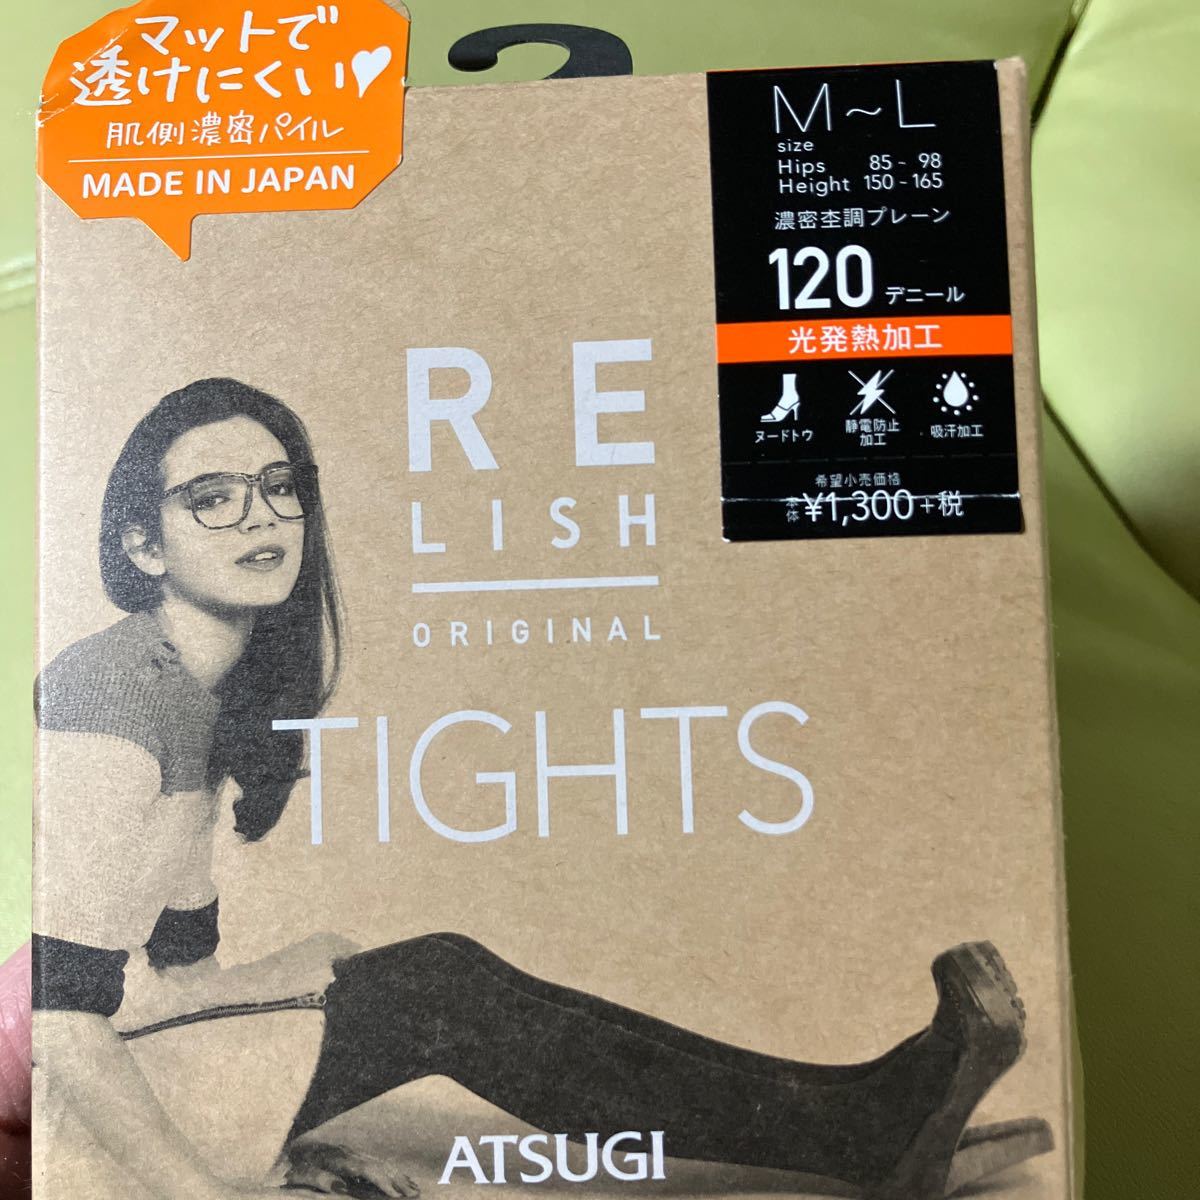 マットで
透けにくい♥
肌側濃密パイル
MADE IN JAPAN
M～L
size
Hips 85 - 98
Height 150 - 165
濃密杢調プレーン
120 デニール
光発熱加工
ヌードトウ
静電防止
加工
吸汗加工
希望小売価格
本体 ¥1,300+税
RE
LISH
ORIGINAL
TIGHTS
ATSUGI